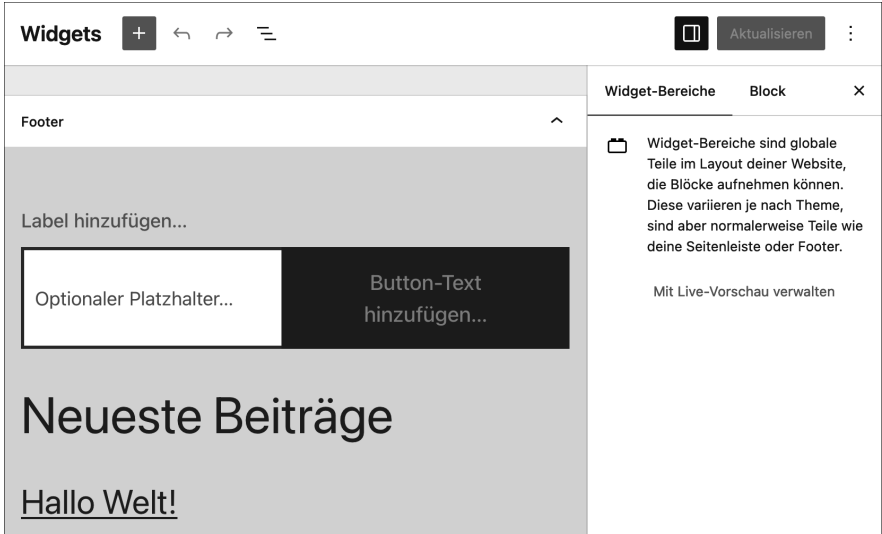 Widgets
Aktualisieren
Widget-Bereiche
Block
Footer
Widget-Bereiche sind globale
Teile im Layout deiner Website,
die Blöcke aufnehmen können.
Diese variieren je nach Theme,
sind aber normalerweise Teile wie
deine Seitenleiste oder Footer.
Mit Live-Vorschau verwalten
Label hinzufügen...
Optionaler Platzhalter...
Button-Text
hinzufügen...
Neueste Beiträge
Hallo Welt!